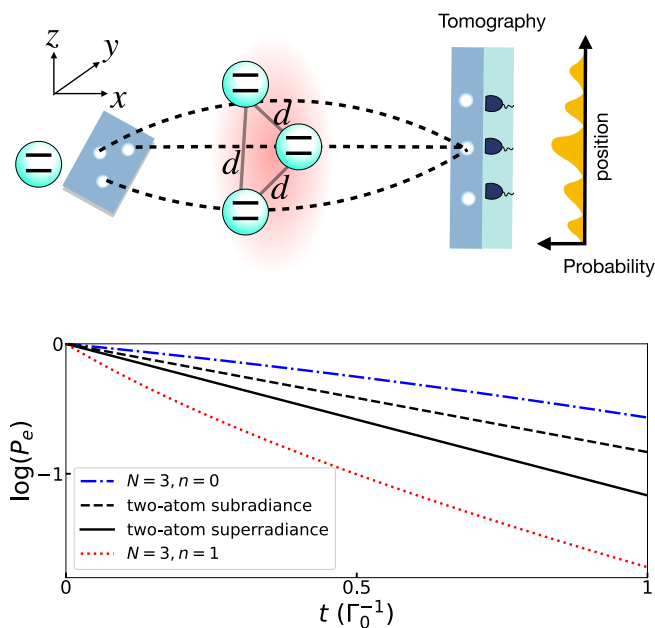 Tomography
z
y
x
d
d
d
position
Probability
0
−1
log(P_e)
N = 3, n = 0
two-atom subradiance
two-atom superradiance
N = 3, n = 1
0
0.5
1
t (Γ_0^{-1})